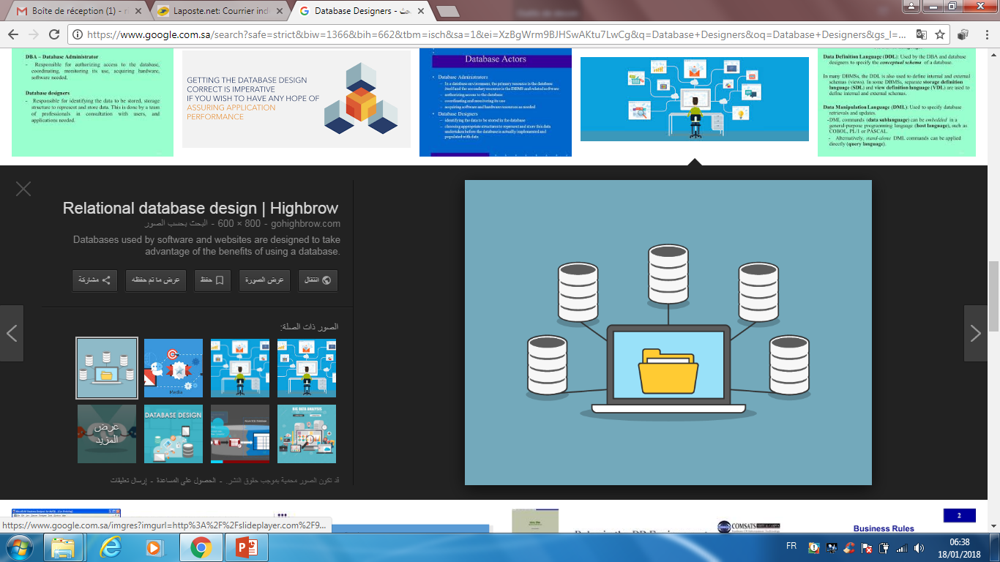 Boîte de réception (1) - r
Laposte.net: Courrier indé
Database Designers - بحث
https://www.google.com.sa/search?safe=strict&biw=1366&bih=662&tbm=isch&sa=1&ei=XzBgWrm9BJHSwAKtu7LwCg&q=Database+Designers&oq=Database+Designers&gs_l=...
DBA – Database Administrator
- Responsible for authorizing access to the database,
coordinating, monitoring its use, acquiring hardware,
software needed.
Database designers
- Responsible for identifying the data to be stored, storage
structure to represent and store data. This is done by a team
of professionals in consultation with users, and
applications needed.
GETTING THE DATABASE DESIGN
CORRECT IS IMPERATIVE
IF YOU WISH TO HAVE ANY HOPE OF
ASSURING APPLICATION
PERFORMANCE
Database Actors
• Database Administrators
– In a database environment, the primary resource is the database
itself and the secondary resource is the DBMS and related software
– authorizing access to the database
– coordinating and monitoring its use
– acquiring software and hardware resources as needed
• Database Designers
– identifying the data to be stored in the database
– choosing appropriate structures to represent and store this data
undertaken before the database is actually implemented and
populated with data
Data Definition Language (DDL): Used by the DBA and database
designers to specify the conceptual schema of a database.
In many DBMSs, the DDL is also used to define internal and external
schemas (views). In some DBMSs, separate storage definition
language (SDL) and view definition language (VDL) are used to
define internal and external schemas.
Data Manipulation Language (DML): Used to specify database
retrievals and updates.
-DML commands (data sublanguage) can be embedded in a
general-purpose programming language (host language), such as
COBOL, PL/1 or PASCAL.
- Alternatively, stand-alone DML commands can be applied
directly (query language).
Relational database design | Highbrow
gohighbrow.com - 800 × 600 - البحث بحسب الصور
Databases used by software and websites are designed to take
advantage of the benefits of using a database.
انتقال
عرض الصورة
حفظ
عرض ما تم حفظه
مشاركة
الصور ذات الصلة:
Media
عرض
المزيد
DATABASE DESIGN
Azure SQL Database
BIG DATA ANALYSIS
قد تكون الصور محمية بموجب حقوق النشر. - الحصول على المساعدة - إرسال تعليقات
COMSATS
2
Business Rules
https://www.google.com.sa/imgres?imgurl=http%3A%2F%2Fslideplayer.com%2F9...
FR
06:38
18/01/2018